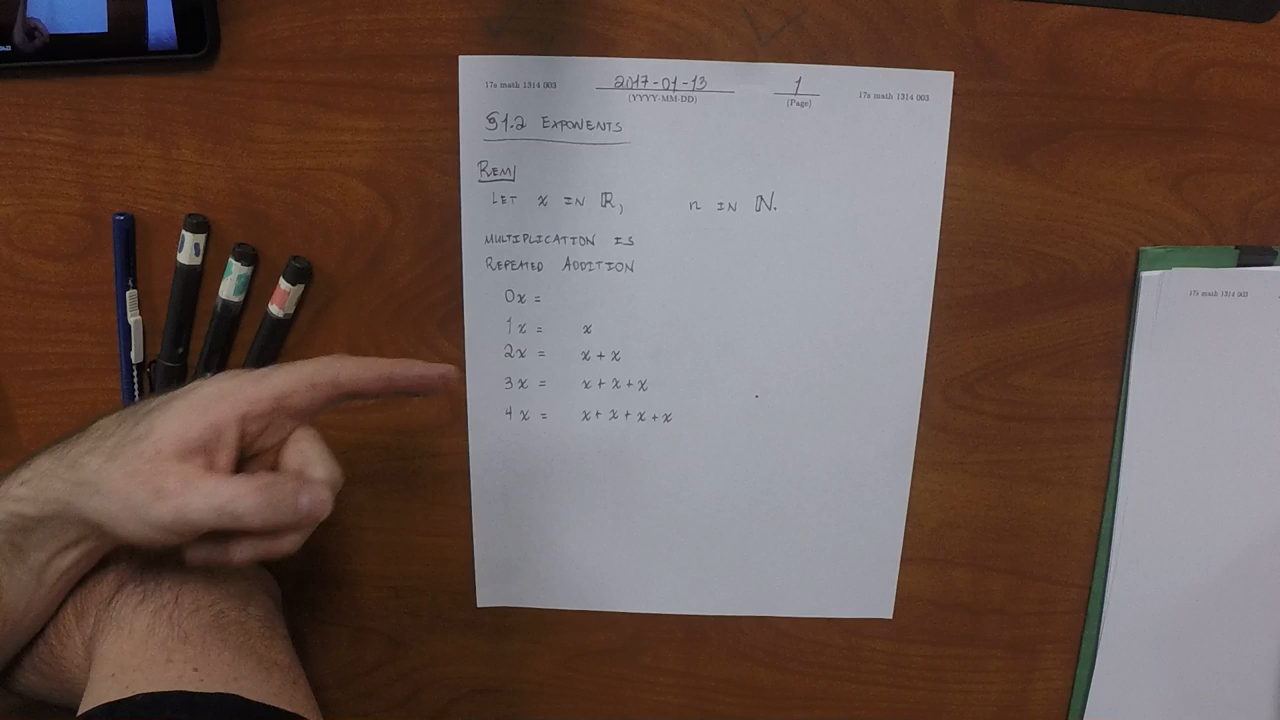 17s math 1314 003 2017-01-13 1 17s math 1314 003
(YYYY-MM-DD) (Page)
§1.2 EXPONENTS
REM
LET x IN ℝ, n IN ℕ.
MULTIPLICATION IS
REPEATED ADDITION
0x =
1x = x
2x = x + x
3x = x + x + x
4x = x + x + x + x
17s math 1314 003